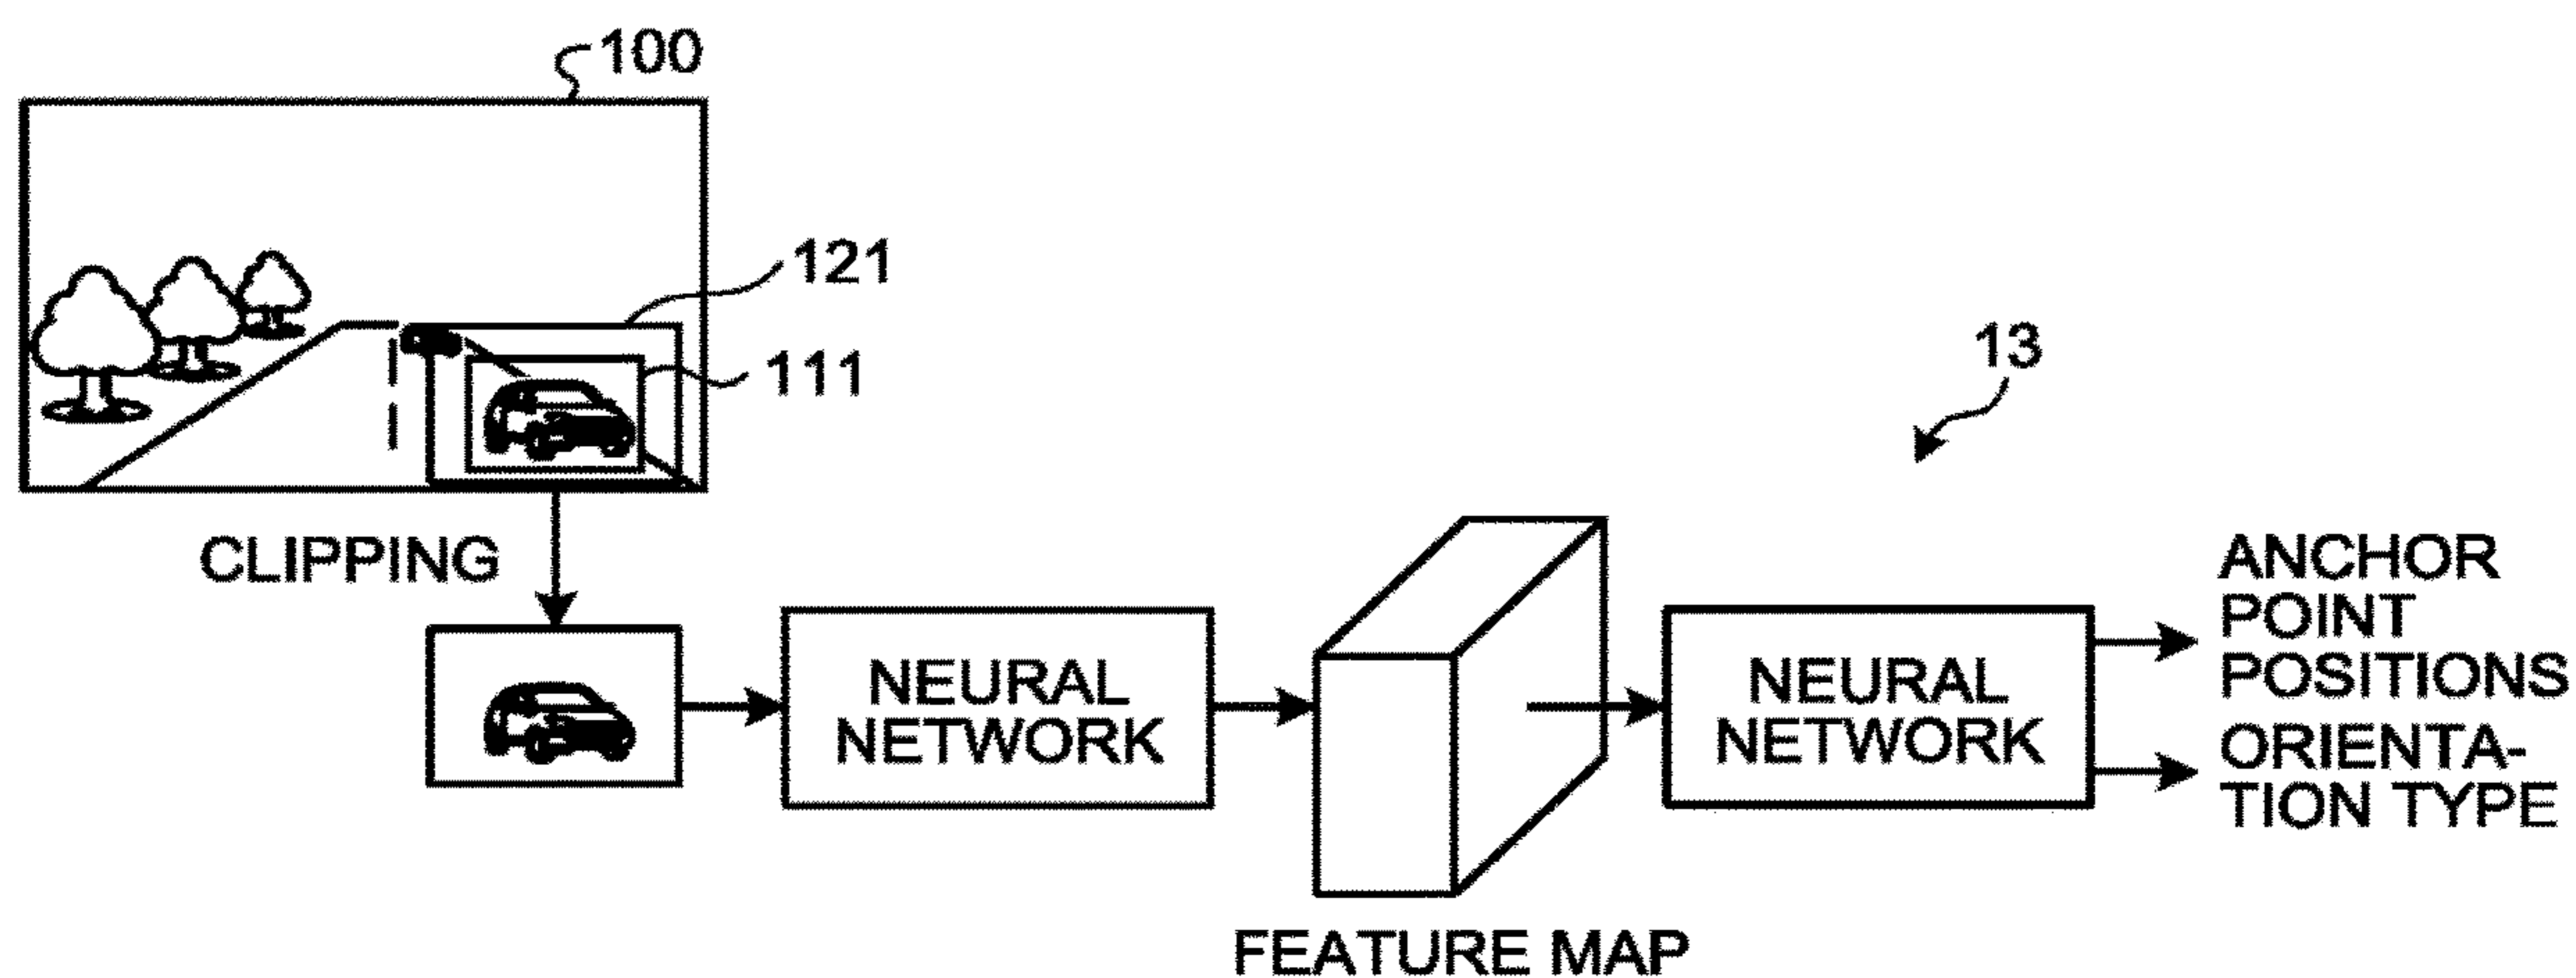 100
121
111
13
CLIPPING
NEURAL
NETWORK
FEATURE MAP
NEURAL
NETWORK
ANCHOR
POINT
POSITIONS
ORIENTA-
TION TYPE